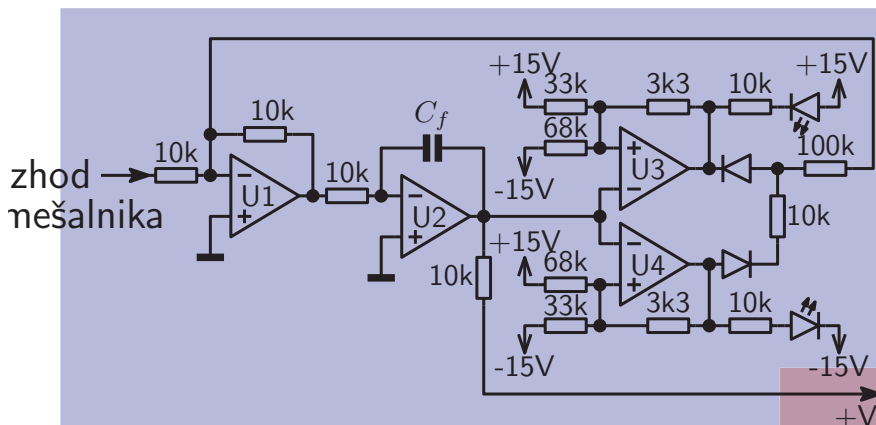 +15V
33k
3k3
10k
+15V
10k
68k
100k
C_f
10k
-15V
U3
zhod
mešalnika
U1
10k
U2
10k
+15V
68k
U4
10k
33k
3k3
10k
-15V
-15V
+V